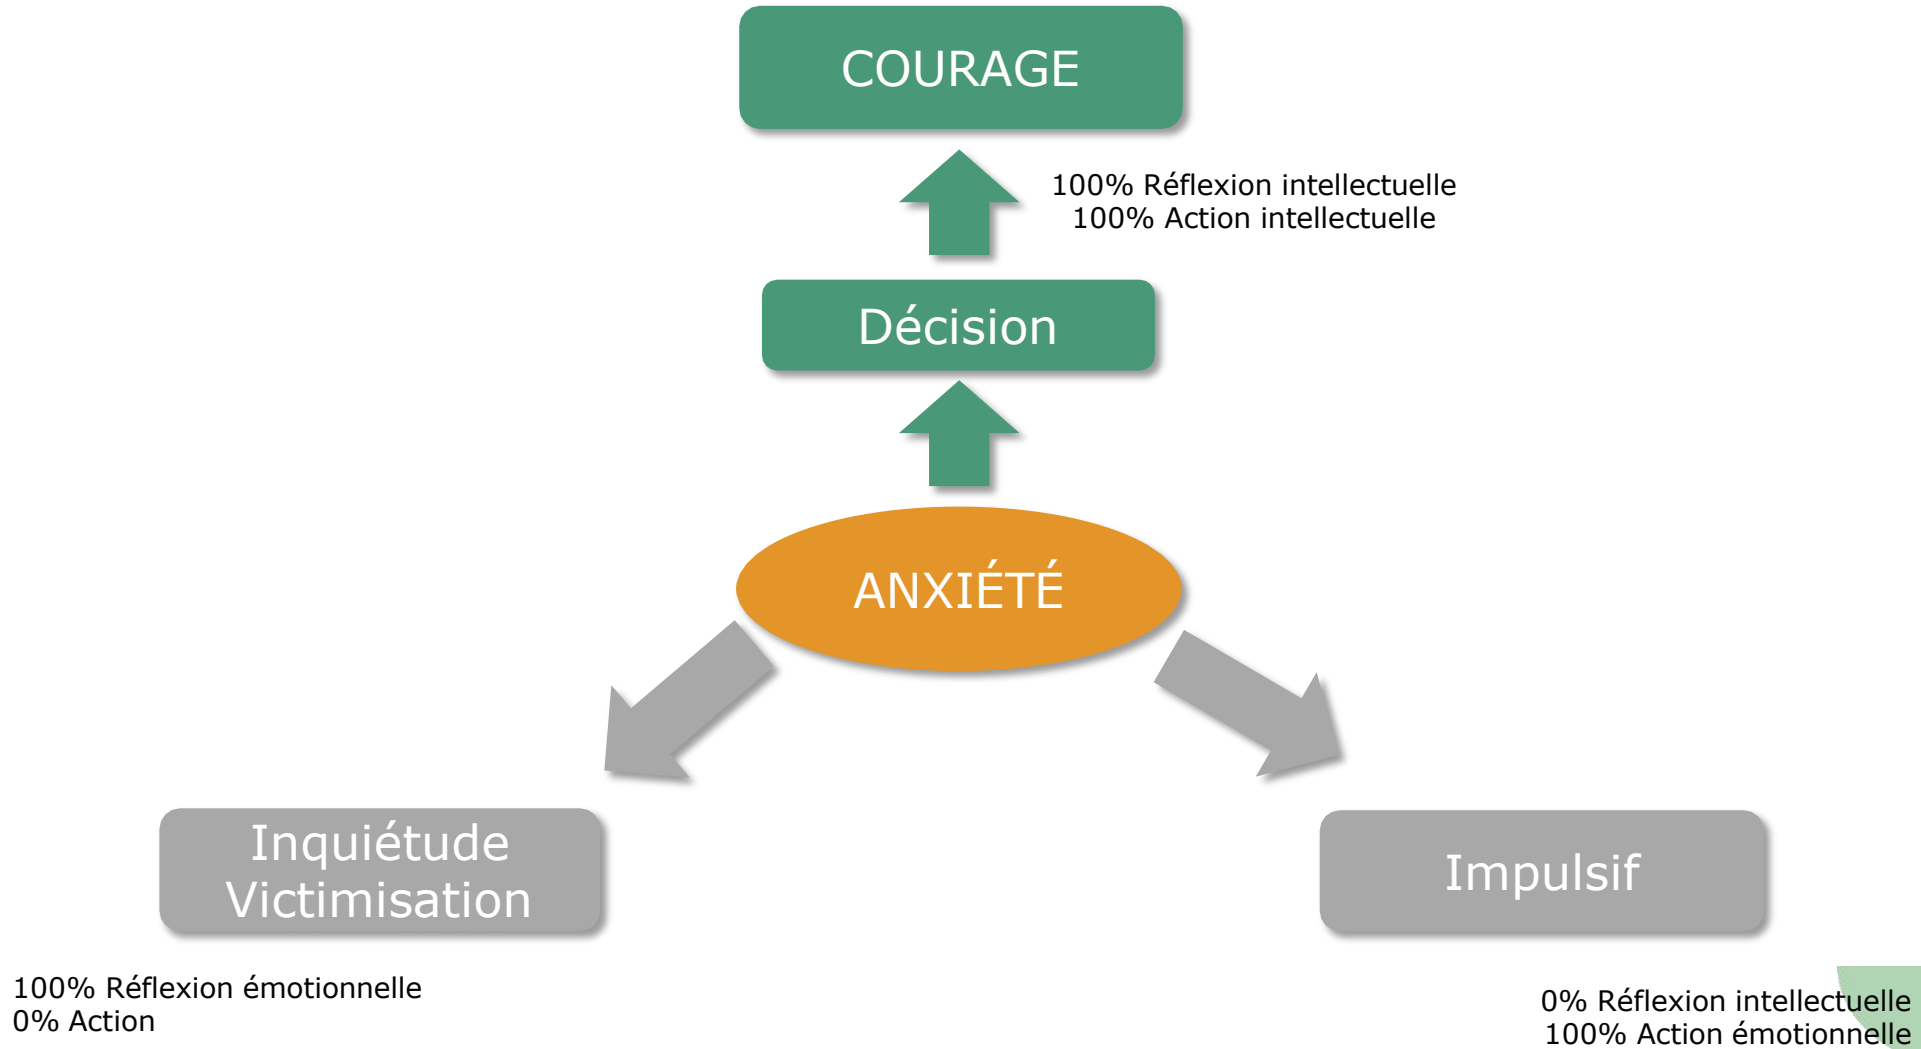 COURAGE
100% Réflexion intellectuelle
100% Action intellectuelle
Décision
ANXIÉTÉ
Inquiétude
Victimisation
100% Réflexion émotionnelle
0% Action
Impulsif
0% Réflexion intellectuelle
100% Action émotionnelle